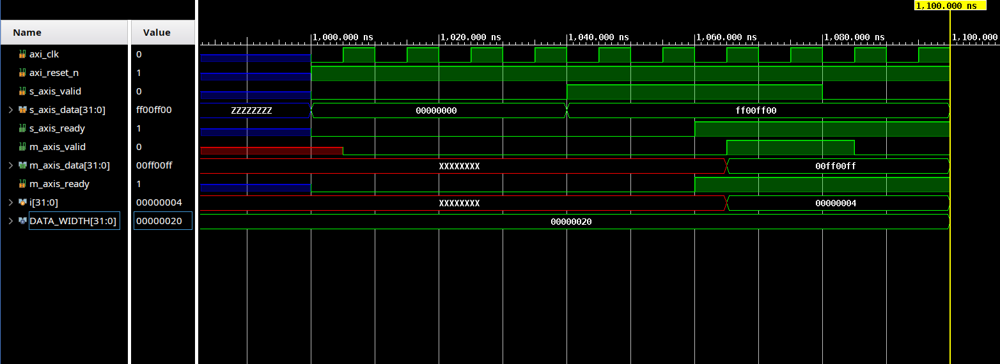 1,100.000 ns
Name Value
1,000.000 ns 1,020.000 ns 1,040.000 ns 1,060.000 ns 1,080.000 ns 1,100.000
axi_clk 0
axi_reset_n 1
s_axis_valid 0
s_axis_data[31:0] ff00ff00 ZZZZZZZZ 00000000 ff00ff00
s_axis_ready 1
m_axis_valid 0
m_axis_data[31:0] 00ff00ff XXXXXXXX 00ff00ff
m_axis_ready 1
i[31:0] 00000004 XXXXXXXX 00000004
DATA_WIDTH[31:0] 00000020 00000020